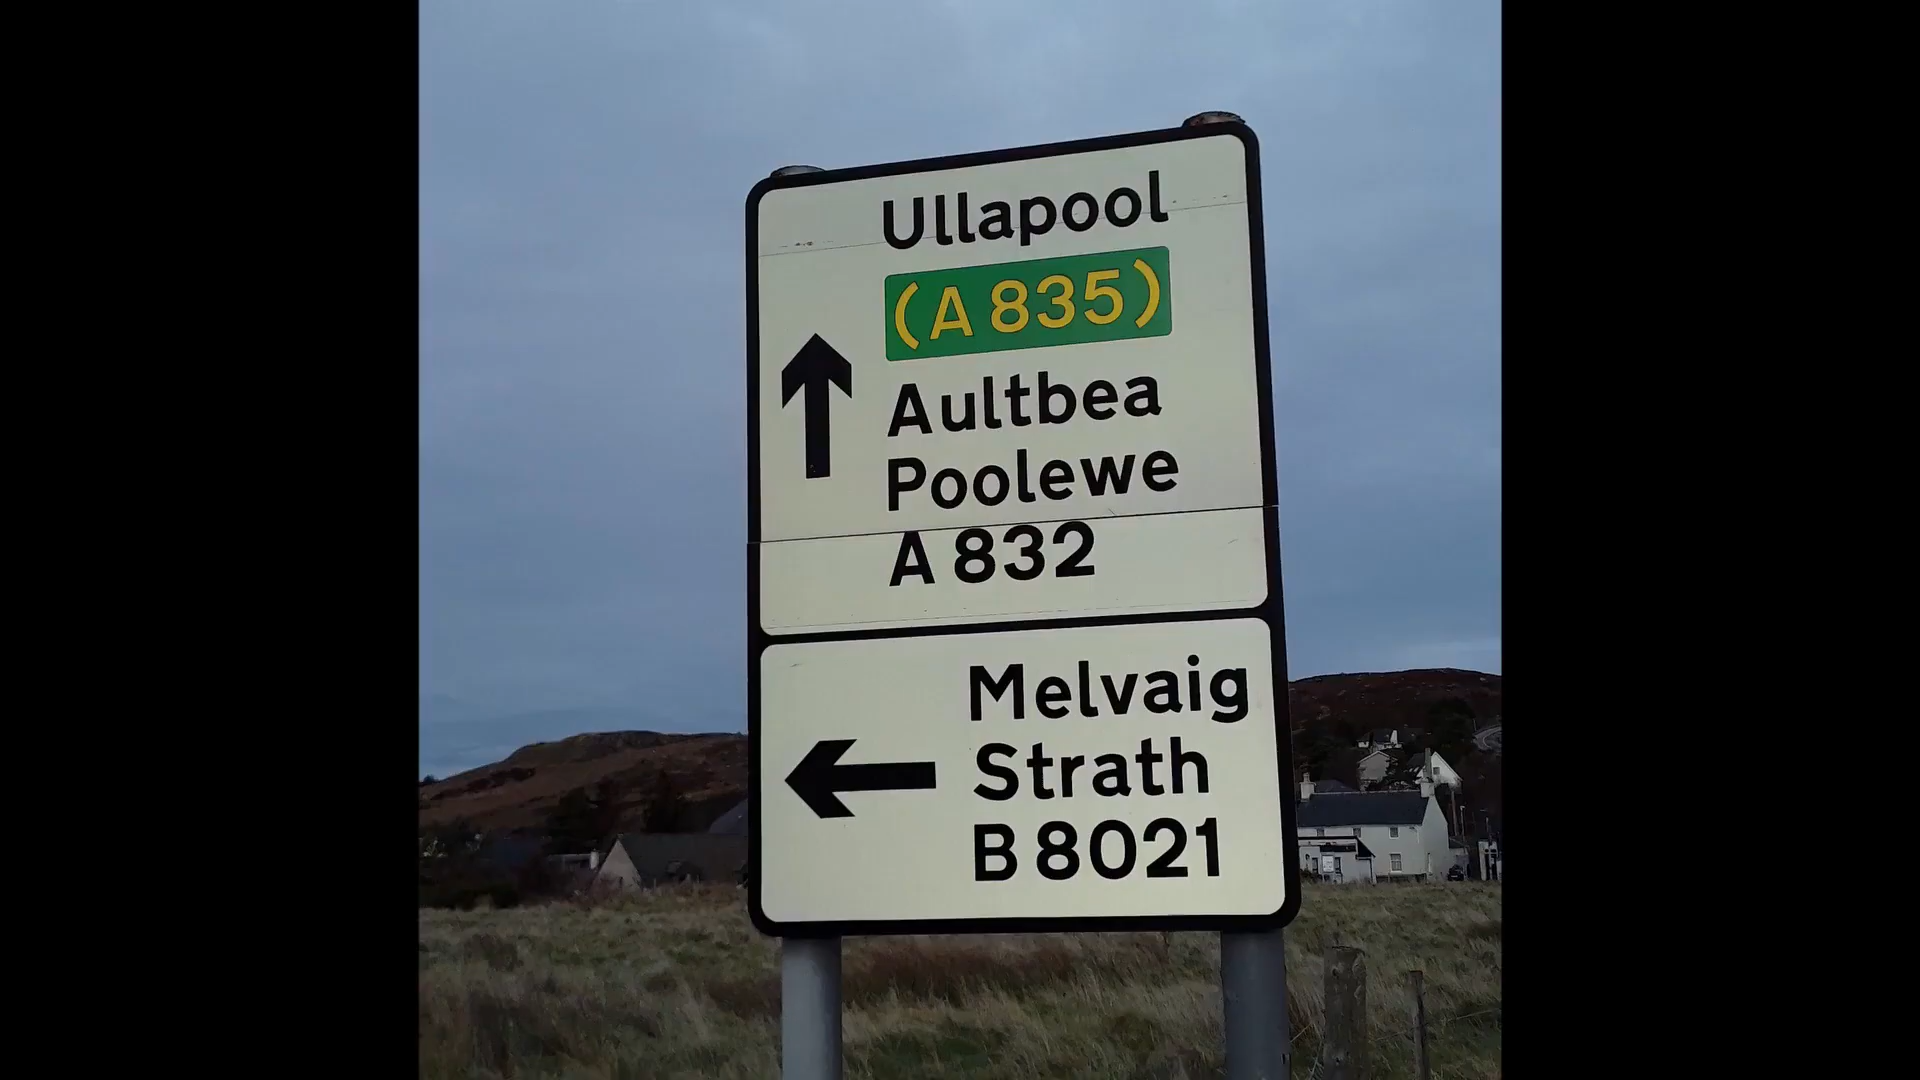 Ullapool
(A 835)
Aultbea
Poolewe
A 832
Melvaig
Strath
B 8021